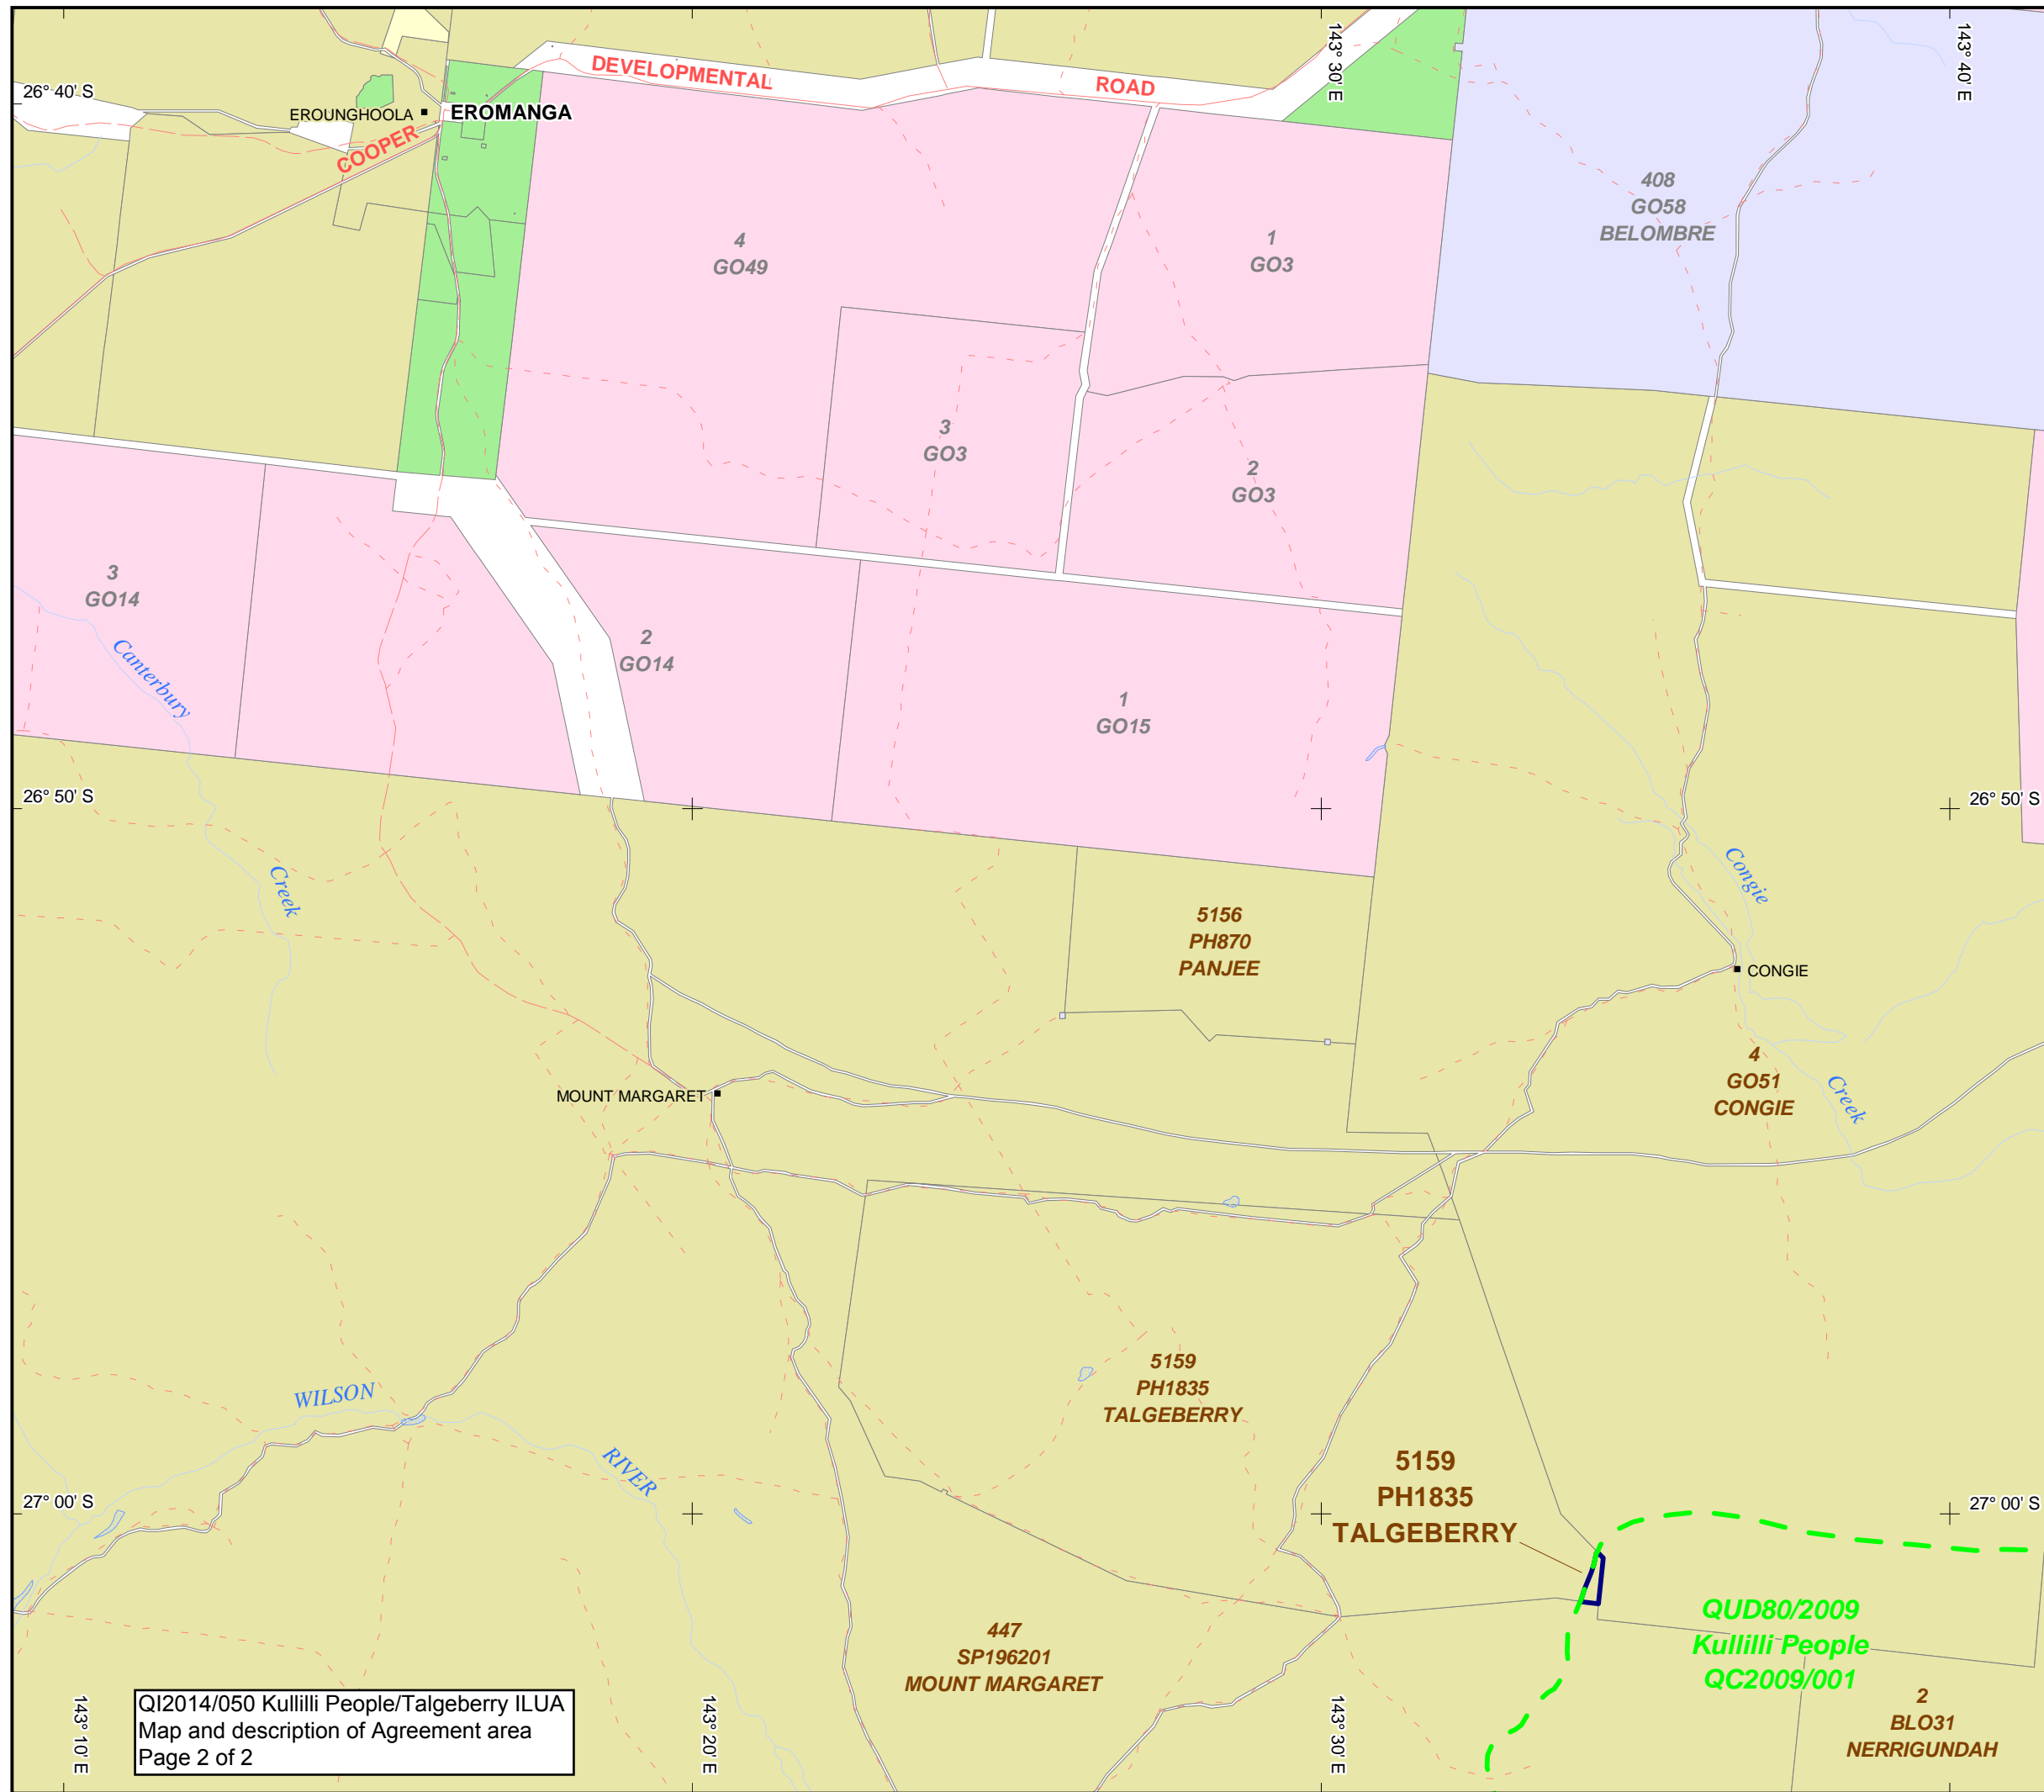 143° 30' E
143° 40' E
26° 40' S
DEVELOPMENTAL
ROAD
EROUNGHOOLA
EROMANGA
COOPER
408
GO58
BELOMBRE
4
GO49
1
GO3
3
GO3
2
GO3
3
GO14
2
GO14
1
GO15
Canterbury
Creek
26° 50' S
26° 50' S
Congie
Creek
5156
PH870
PANJEE
CONGIE
4
GO51
CONGIE
MOUNT MARGARET
5159
PH1835
TALGEBERRY
WILSON
RIVER
5159
PH1835
TALGEBERRY
27° 00' S
27° 00' S
QUD80/2009
Kullilli People
QC2009/001
447
SP196201
MOUNT MARGARET
2
BLO31
NERRIGUNDAH
143° 10' E
143° 20' E
143° 30' E
QI2014/050 Kullilli People/Talgeberry ILUA
Map and description of Agreement area
Page 2 of 2